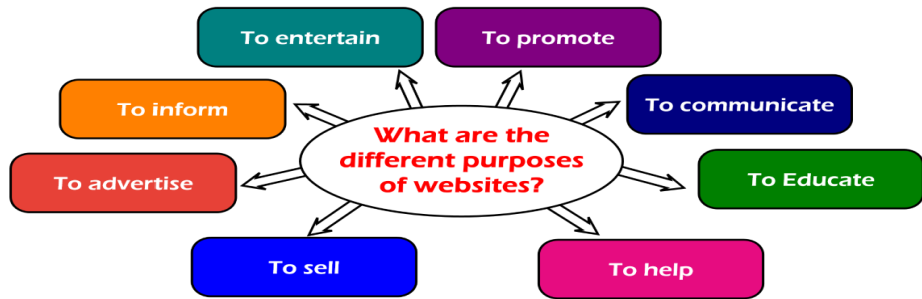 To entertain
To promote
To inform
To communicate
What are the
different purposes
of websites?
To advertise
To Educate
To sell
To help